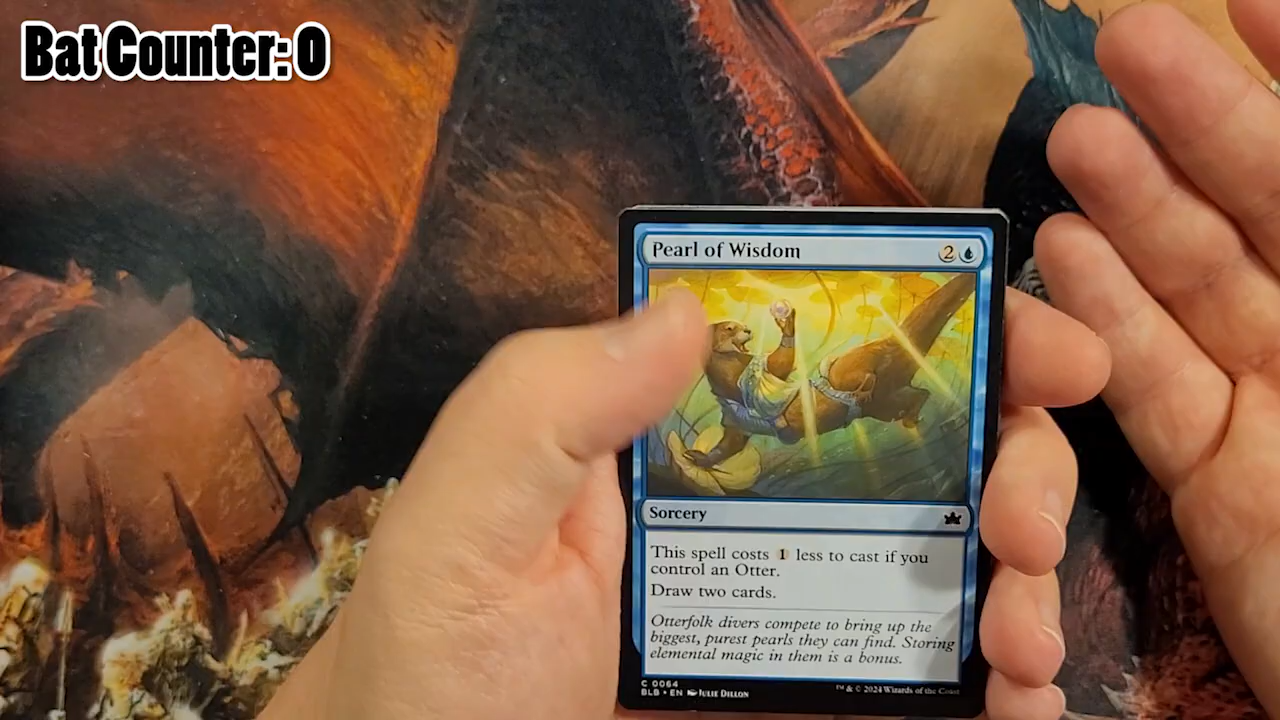 Bat Counter: 0
Pearl of Wisdom 2
Sorcery
This spell costs 1 less to cast if you
control an Otter.
Draw two cards.
Otterfolk divers compete to bring up the
biggest, purest pearls they can find. Storing
elemental magic in them is a bonus.
C 0064
BLB • EN JULIE DILLON
™ & © 2024 Wizards of the Coast